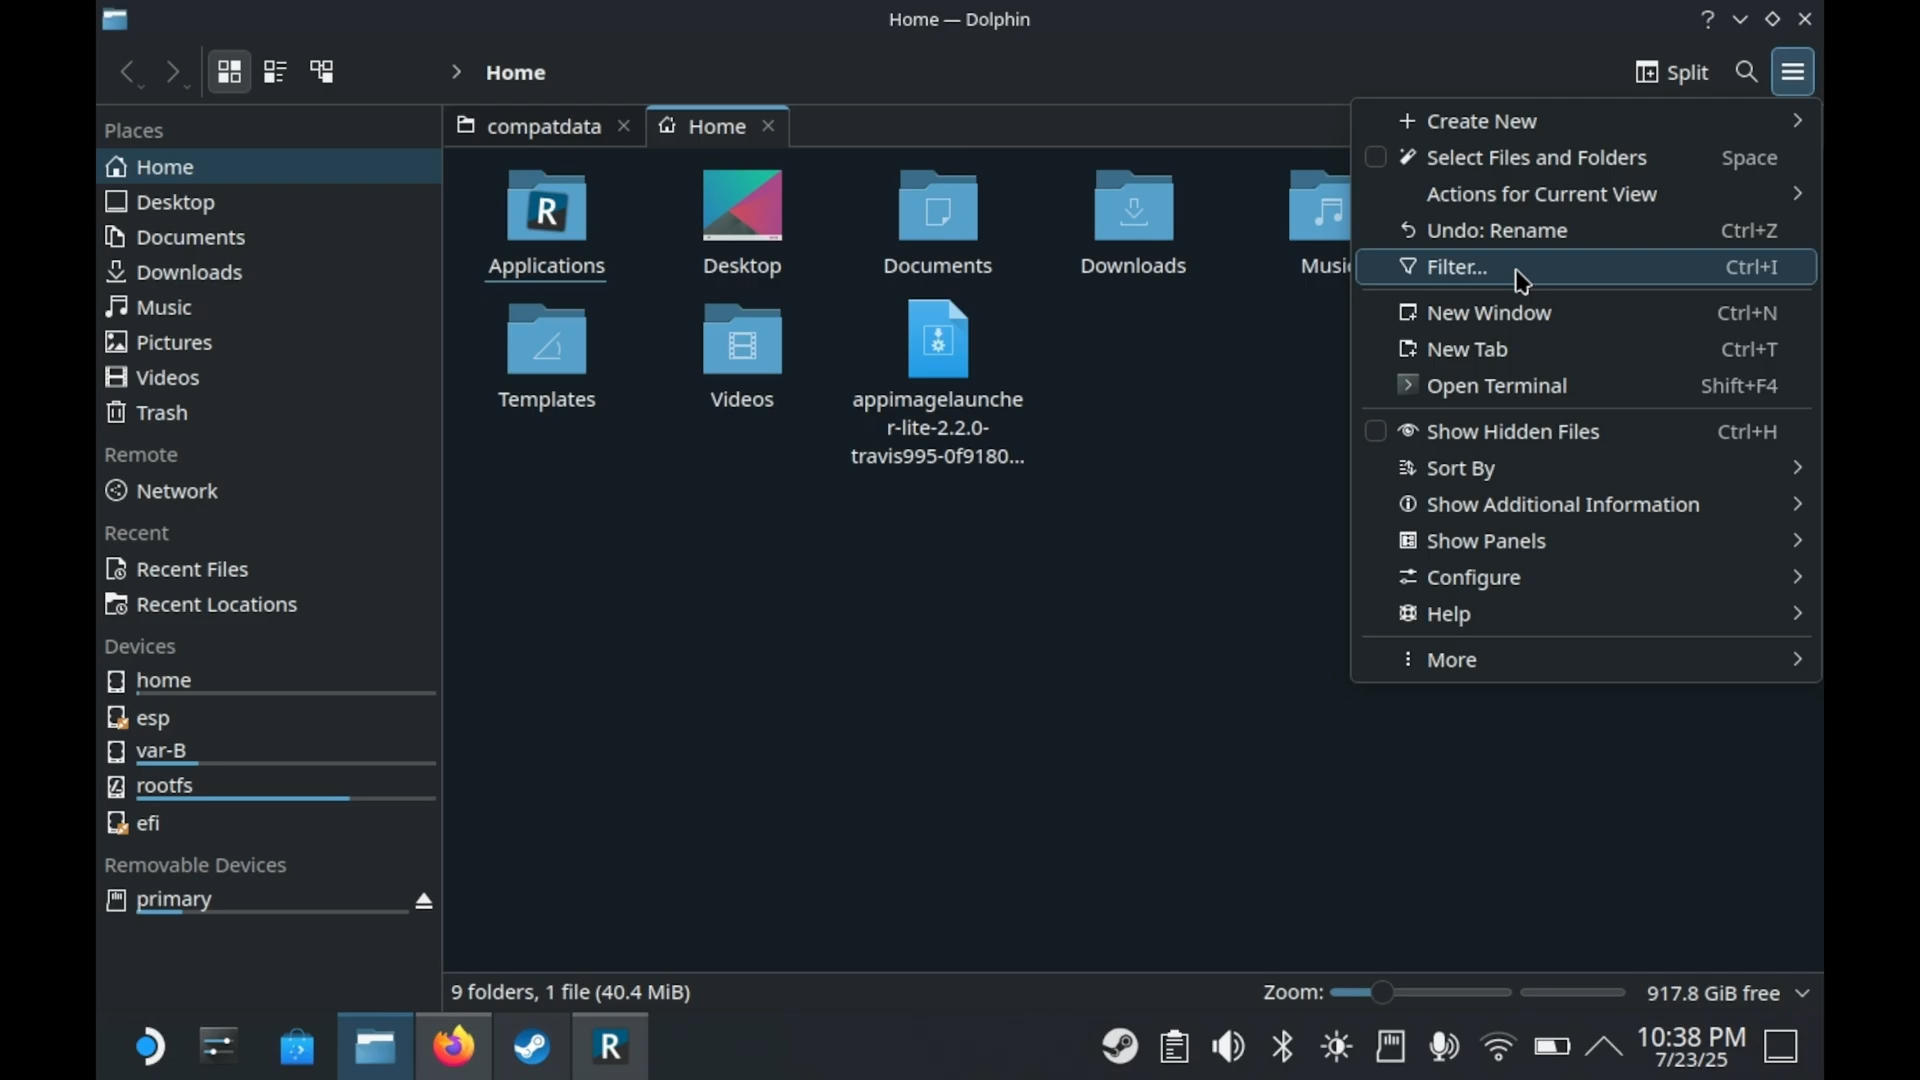 Home — Dolphin
Home
Split
Places
Home
Desktop
Documents
Downloads
Music
Pictures
Videos
Trash
Remote
Network
Recent
Recent Files
Recent Locations
Devices
home
esp
var-B
rootfs
efi
Removable Devices
primary
compatdata
Home
Applications
Desktop
Documents
Downloads
Music
Templates
Videos
appimagelaunche
r-lite-2.2.0-
travis995-0f9180...
Create New
Select Files and Folders Space
Actions for Current View
Undo: Rename Ctrl+Z
Filter... Ctrl+I
New Window Ctrl+N
New Tab Ctrl+T
Open Terminal Shift+F4
Show Hidden Files Ctrl+H
Sort By
Show Additional Information
Show Panels
Configure
Help
More
9 folders, 1 file (40.4 MiB)
Zoom:
917.8 GiB free
10:38 PM
7/23/25